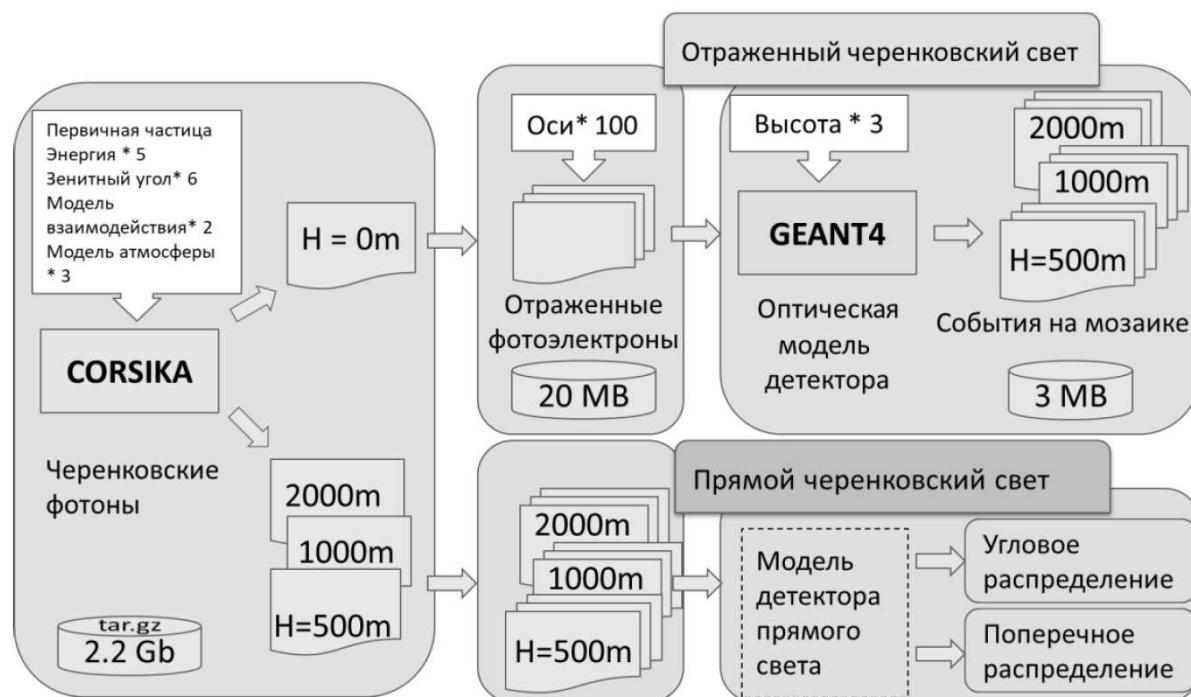 Первичная частица
Энергия * 5
Зенитный угол* 6
Модель
взаимодействия* 2
Модель атмосферы
* 3
CORSIKA
H = 0m
Черенковские
фотоны
2000m
1000m
H=500m
tar.gz
2.2 Gb
Отраженный черенковский свет
Оси* 100
Отраженные
фотоэлектроны
20 MB
Высота * 3
GEANT4
Оптическая
модель
детектора
2000m
1000m
H=500m
События на мозаике
3 MB
Прямой черенковский свет
2000m
1000m
H=500m
Модель
детектора
прямого
света
Угловое
распределение
Поперечное
распределение